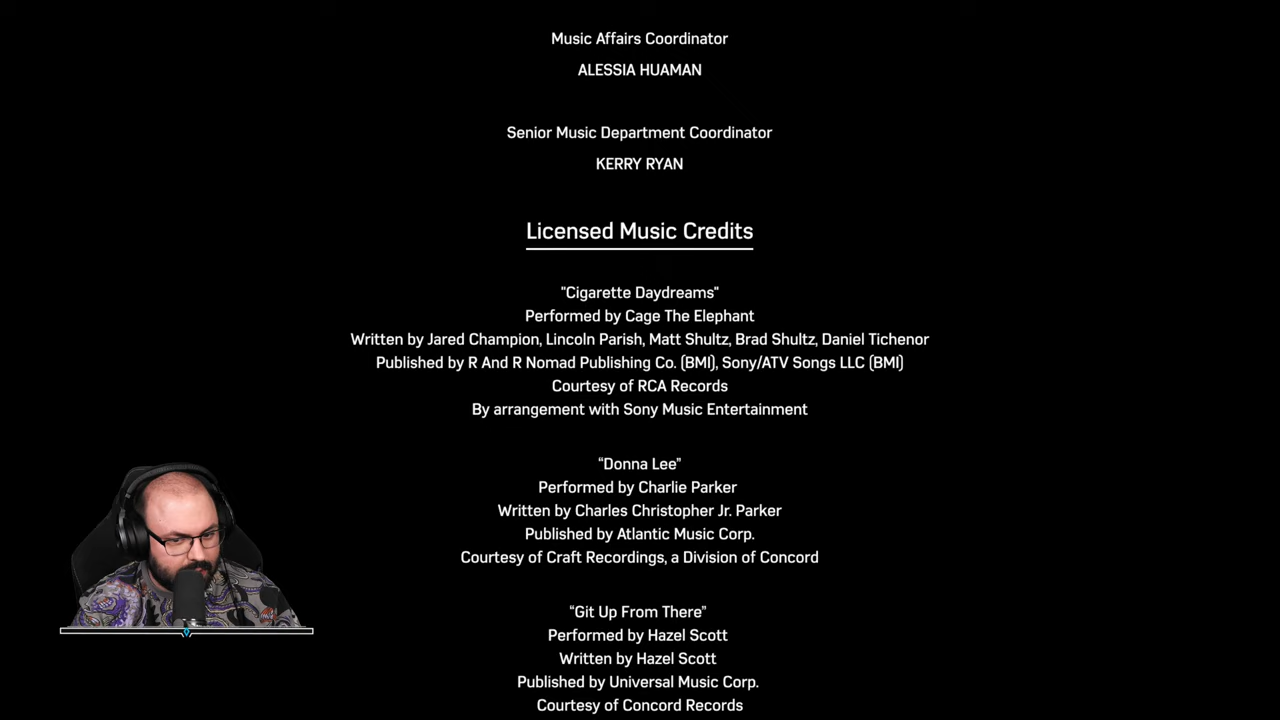 Music Affairs Coordinator
ALESSIA HUAMAN
Senior Music Department Coordinator
KERRY RYAN
Licensed Music Credits
"Cigarette Daydreams"
Performed by Cage The Elephant
Written by Jared Champion, Lincoln Parish, Matt Shultz, Brad Shultz, Daniel Tichenor
Published by R And R Nomad Publishing Co. (BMI), Sony/ATV Songs LLC (BMI)
Courtesy of RCA Records
By arrangement with Sony Music Entertainment
“Donna Lee”
Performed by Charlie Parker
Written by Charles Christopher Jr. Parker
Published by Atlantic Music Corp.
Courtesy of Craft Recordings, a Division of Concord
“Git Up From There”
Performed by Hazel Scott
Written by Hazel Scott
Published by Universal Music Corp.
Courtesy of Concord Records